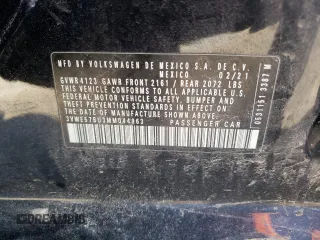 MFD BY VOLKSWAGEN DE MEXICO S.A. DE C.V.
MEXICO 02/21
GVWR 4123 GAWR FRONT 2161 / REAR 2072 LBS
THIS VEHICLE CONFORMS TO ALL APPLICABLE
FEDERAL MOTOR VEHICLE SAFETY, BUMPER AND
THEFT PREVENTION STANDARDS IN EFFECT ON
THE DATE OF MANUFACTURE SHOWN ABOVE
PASSENGER CAR
AUTOBIDMASTER